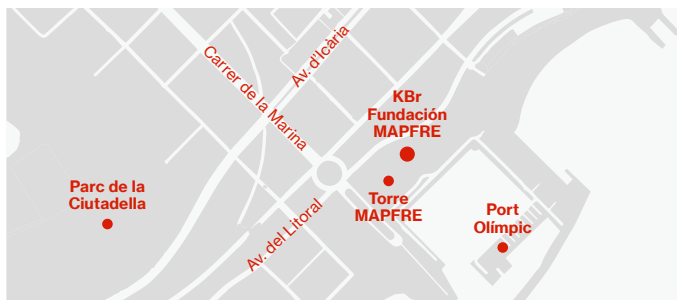 Carrer de la Marina
Av. d'Icària
KBr
Fundación
MAPFRE
Parc de la
Ciutadella
Torre
MAPFRE
Av. del Litoral
Port
Olímpic